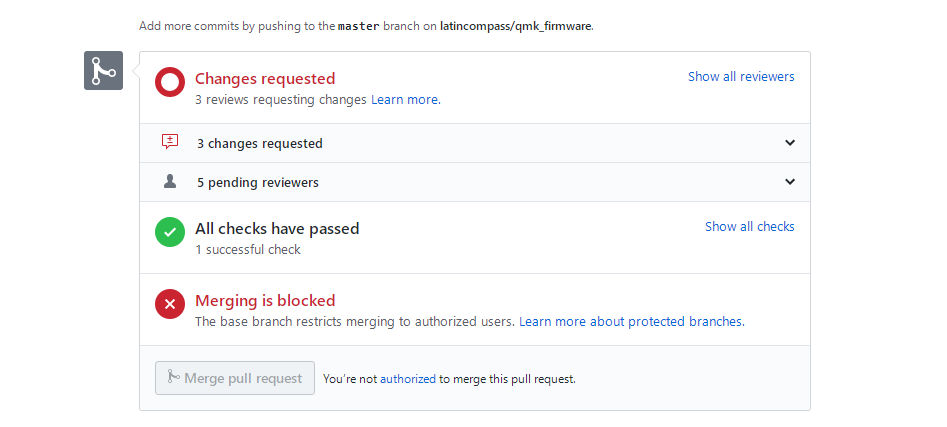 Add more commits by pushing to the master branch on latincompass/qmk_firmware.
Changes requested
Show all reviewers
3 reviews requesting changes Learn more.
3 changes requested
5 pending reviewers
All checks have passed
Show all checks
1 successful check
Merging is blocked
The base branch restricts merging to authorized users. Learn more about protected branches.
Merge pull request
You're not authorized to merge this pull request.